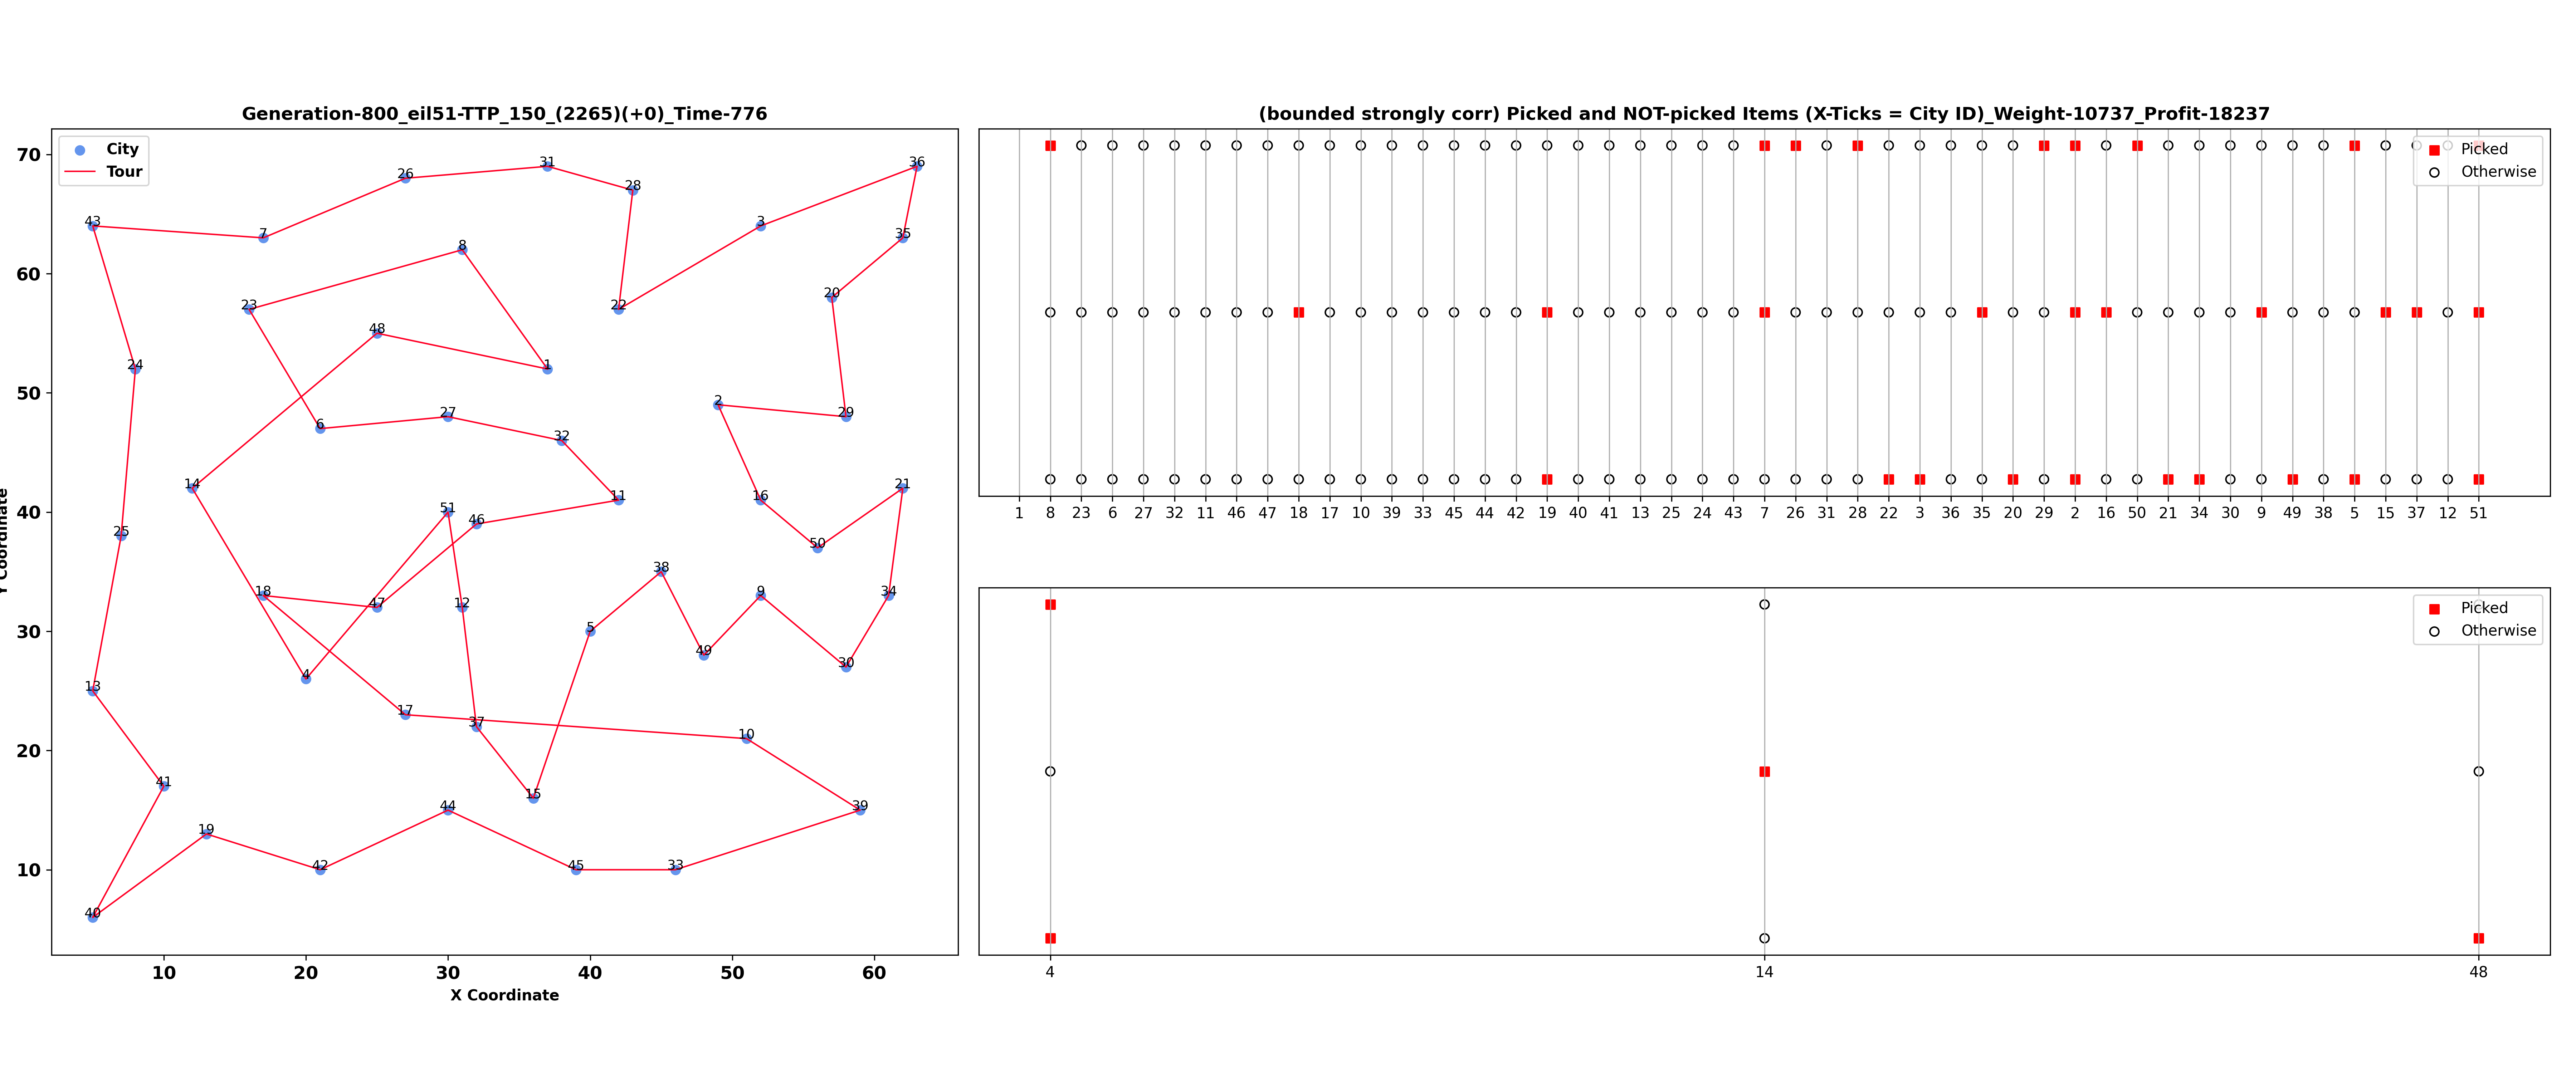 Generation-800_eil51-TTP_150_(2265)(+0)_Time-776
City
Tour
70
60
50
40
30
20
10
43 7 26 31 28 3 36 35 8 23 22 20 48 1 24 2 29 6 27 32 14 51 46 11 16 21 50 25 18 47 12 38 9 34 5 49 30 4 13 17 37 10 41 15 44 39 19 42 45 33 40
10 20 30 40 50 60
X Coordinate
Y Coordinate
(bounded strongly corr) Picked and NOT-picked Items (X-Ticks = City ID)_Weight-10737_Profit-18237
Picked
Otherwise
1 8 23 6 27 32 11 46 47 18 17 10 39 33 45 44 42 19 40 41 13 25 24 43 7 26 31 28 22 3 36 35 20 29 2 16 50 21 34 30 9 49 38 5 15 37 12 51
Picked
Otherwise
4 14 48